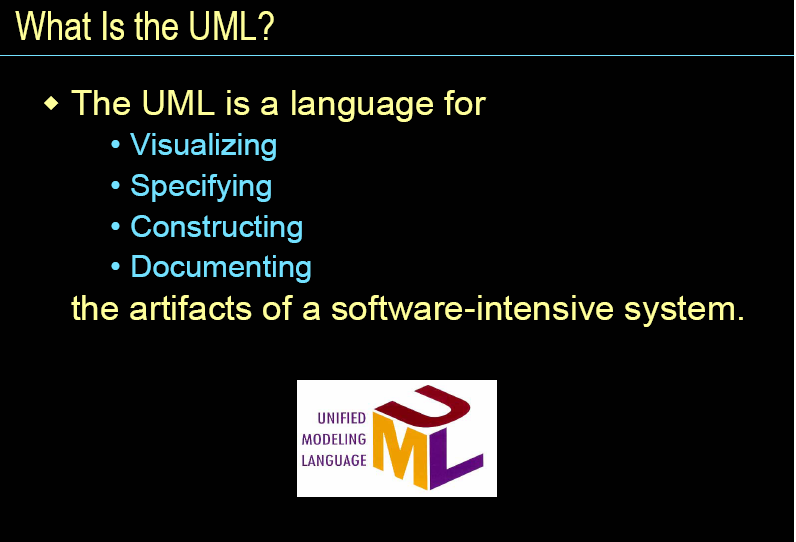 What Is the UML?
◆ The UML is a language for
• Visualizing
• Specifying
• Constructing
• Documenting
the artifacts of a software-intensive system.
UNIFIED
MODELING
LANGUAGE
UML